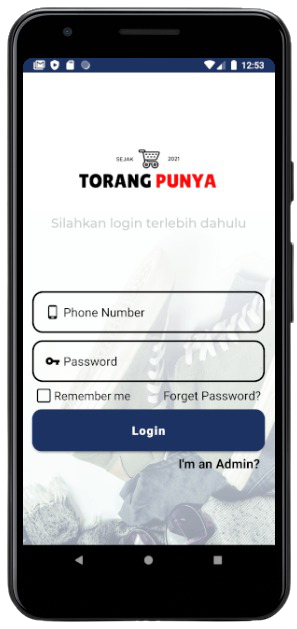 12:53
SEJAK 2021
TORANG PUNYA
Silahkan login terlebih dahulu
Phone Number
Password
Remember me Forget Password?
Login
I'm an Admin?